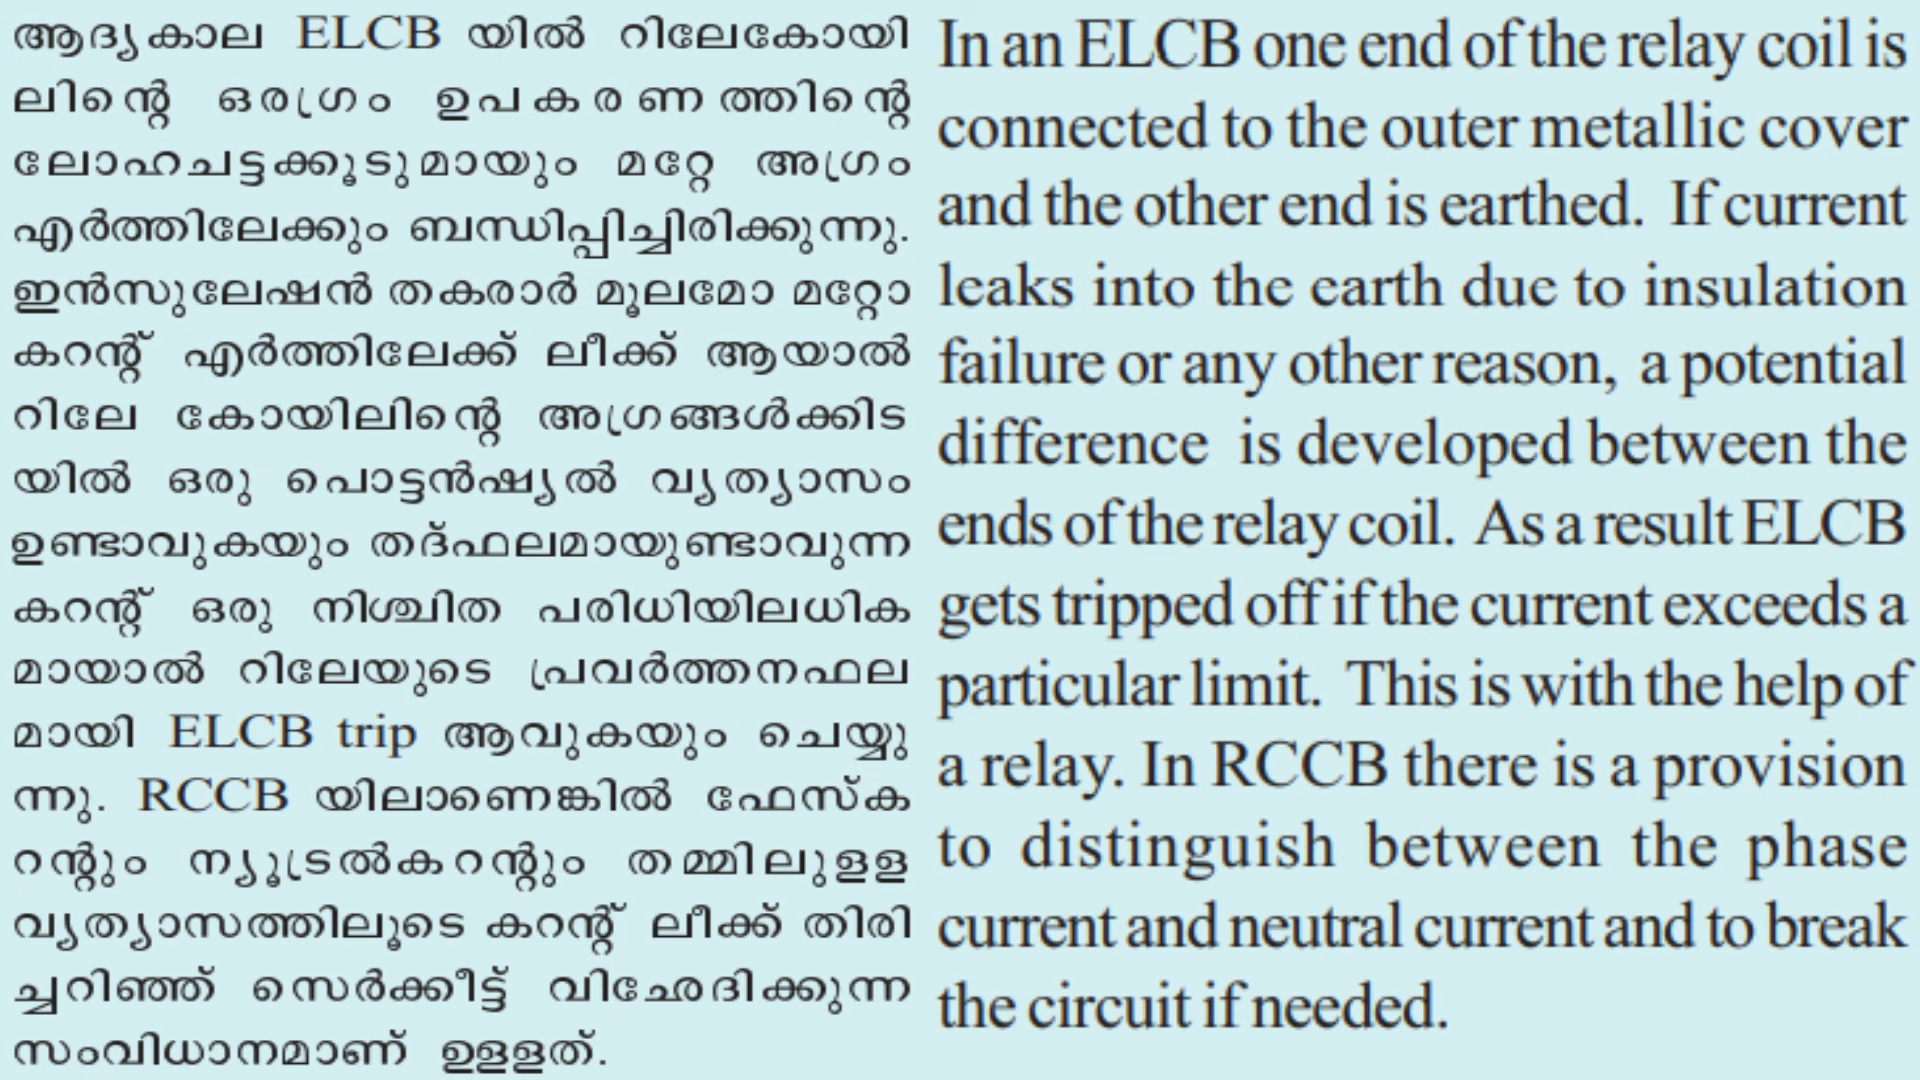 ആദ്യകാല ELCB യിൽ റിലേകോയി
ലിന്റെ ഒരഗ്രം ഉപകരണത്തിന്റെ
ലോഹചട്ടക്കൂടുമായും മറ്റേ അഗ്രം
എർത്തിലേക്കും ബന്ധിപ്പിച്ചിരിക്കുന്നു.
ഇൻസുലേഷൻ തകരാർ മൂലമോ മറ്റോ
കറന്റ് എർത്തിലേക്ക് ലീക്ക് ആയാൽ
റിലേ കോയിലിന്റെ അഗ്രങ്ങൾക്കിട
യിൽ ഒരു പൊട്ടൻഷ്യൽ വ്യത്യാസം
ഉണ്ടാവുകയും തദ്ഫലമായുണ്ടാവുന്ന
കറന്റ് ഒരു നിശ്ചിത പരിധിയിലധിക
മായാൽ റിലേയുടെ പ്രവർത്തനഫല
മായി ELCB trip ആവുകയും ചെയ്യു
ന്നു. RCCB യിലാണെങ്കിൽ ഫേസ്ക
റന്റും ന്യൂട്രൽകറന്റും തമ്മിലുളള
വ്യത്യാസത്തിലൂടെ കറന്റ് ലീക്ക് തിരി
ച്ചറിഞ്ഞ് സെർക്കീട്ട് വിഛേദിക്കുന്ന
സംവിധാനമാണ് ഉളളത്.
In an ELCB one end of the relay coil is
connected to the outer metallic cover
and the other end is earthed. If current
leaks into the earth due to insulation
failure or any other reason, a potential
difference is developed between the
ends of the relay coil. As a result ELCB
gets tripped off if the current exceeds a
particular limit. This is with the help of
a relay. In RCCB there is a provision
to distinguish between the phase
current and neutral current and to break
the circuit if needed.